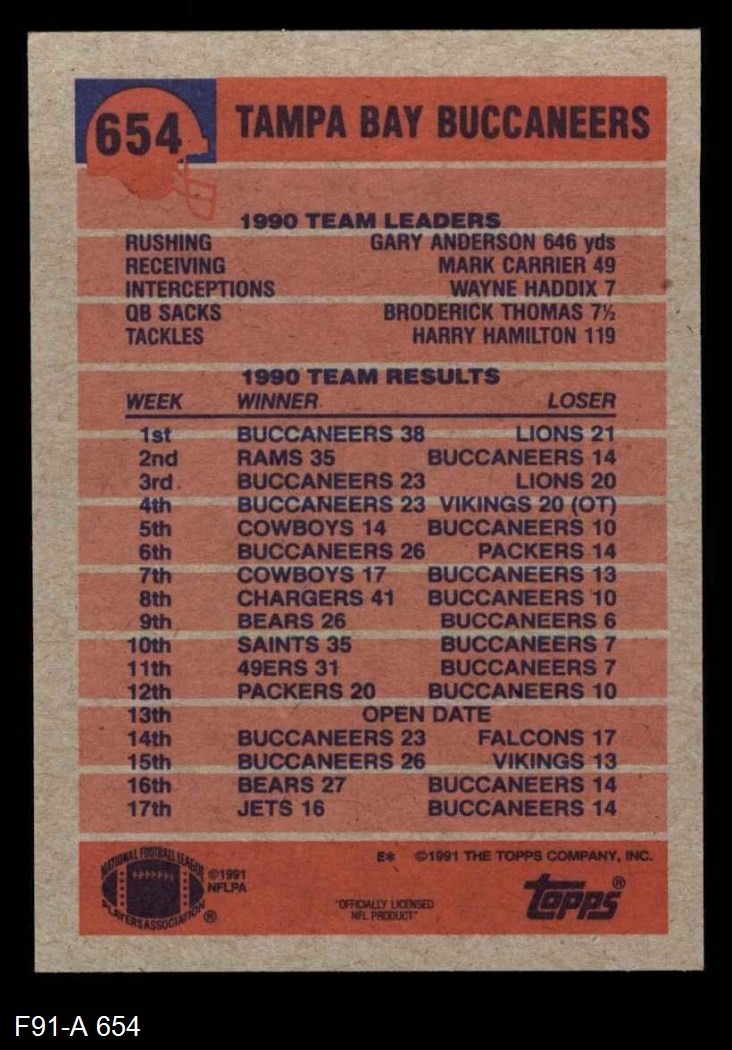 654 TAMPA BAY BUCCANEERS
1990 TEAM LEADERS
RUSHING GARY ANDERSON 646 yds
RECEIVING MARK CARRIER 49
INTERCEPTIONS WAYNE HADDIX 7
QB SACKS BRODERICK THOMAS 7½
TACKLES HARRY HAMILTON 119
1990 TEAM RESULTS
WEEK WINNER LOSER
1st BUCCANEERS 38 LIONS 21
2nd RAMS 35 BUCCANEERS 14
3rd BUCCANEERS 23 LIONS 20
4th BUCCANEERS 23 VIKINGS 20 (OT)
5th COWBOYS 14 BUCCANEERS 10
6th BUCCANEERS 26 PACKERS 14
7th COWBOYS 17 BUCCANEERS 13
8th CHARGERS 41 BUCCANEERS 10
9th BEARS 26 BUCCANEERS 6
10th SAINTS 35 BUCCANEERS 7
11th 49ERS 31 BUCCANEERS 7
12th PACKERS 20 BUCCANEERS 10
13th OPEN DATE
14th BUCCANEERS 23 FALCONS 17
15th BUCCANEERS 26 VIKINGS 13
16th BEARS 27 BUCCANEERS 14
17th JETS 16 BUCCANEERS 14
E* ©1991 THE TOPPS COMPANY, INC.
NATIONAL FOOTBALL LEAGUE
PLAYERS ASSOCIATION ®
©1991
NFLPA
"OFFICIALLY LICENSED
NFL PRODUCT"
topps®
F91-A 654